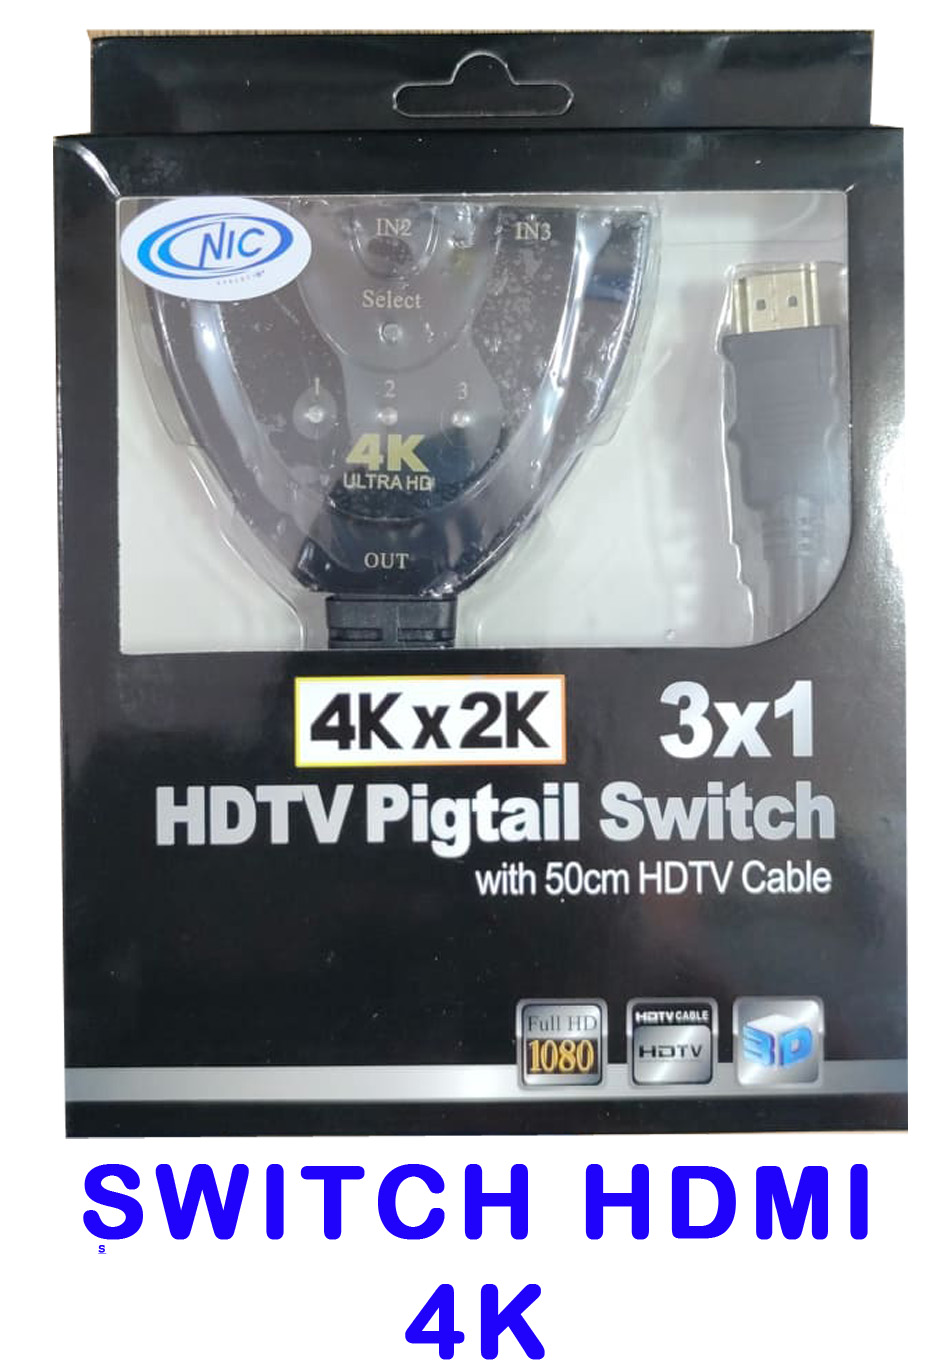 NIC
IN2
IN3
Select
1 2 3
4K
ULTRA HD
OUT
4K x 2K
3x1
HDTV Pigtail Switch
with 50cm HDTV Cable
Full HD
1080
HDTV CABLE
HDTV
3D
SWITCH HDMI
s
4K